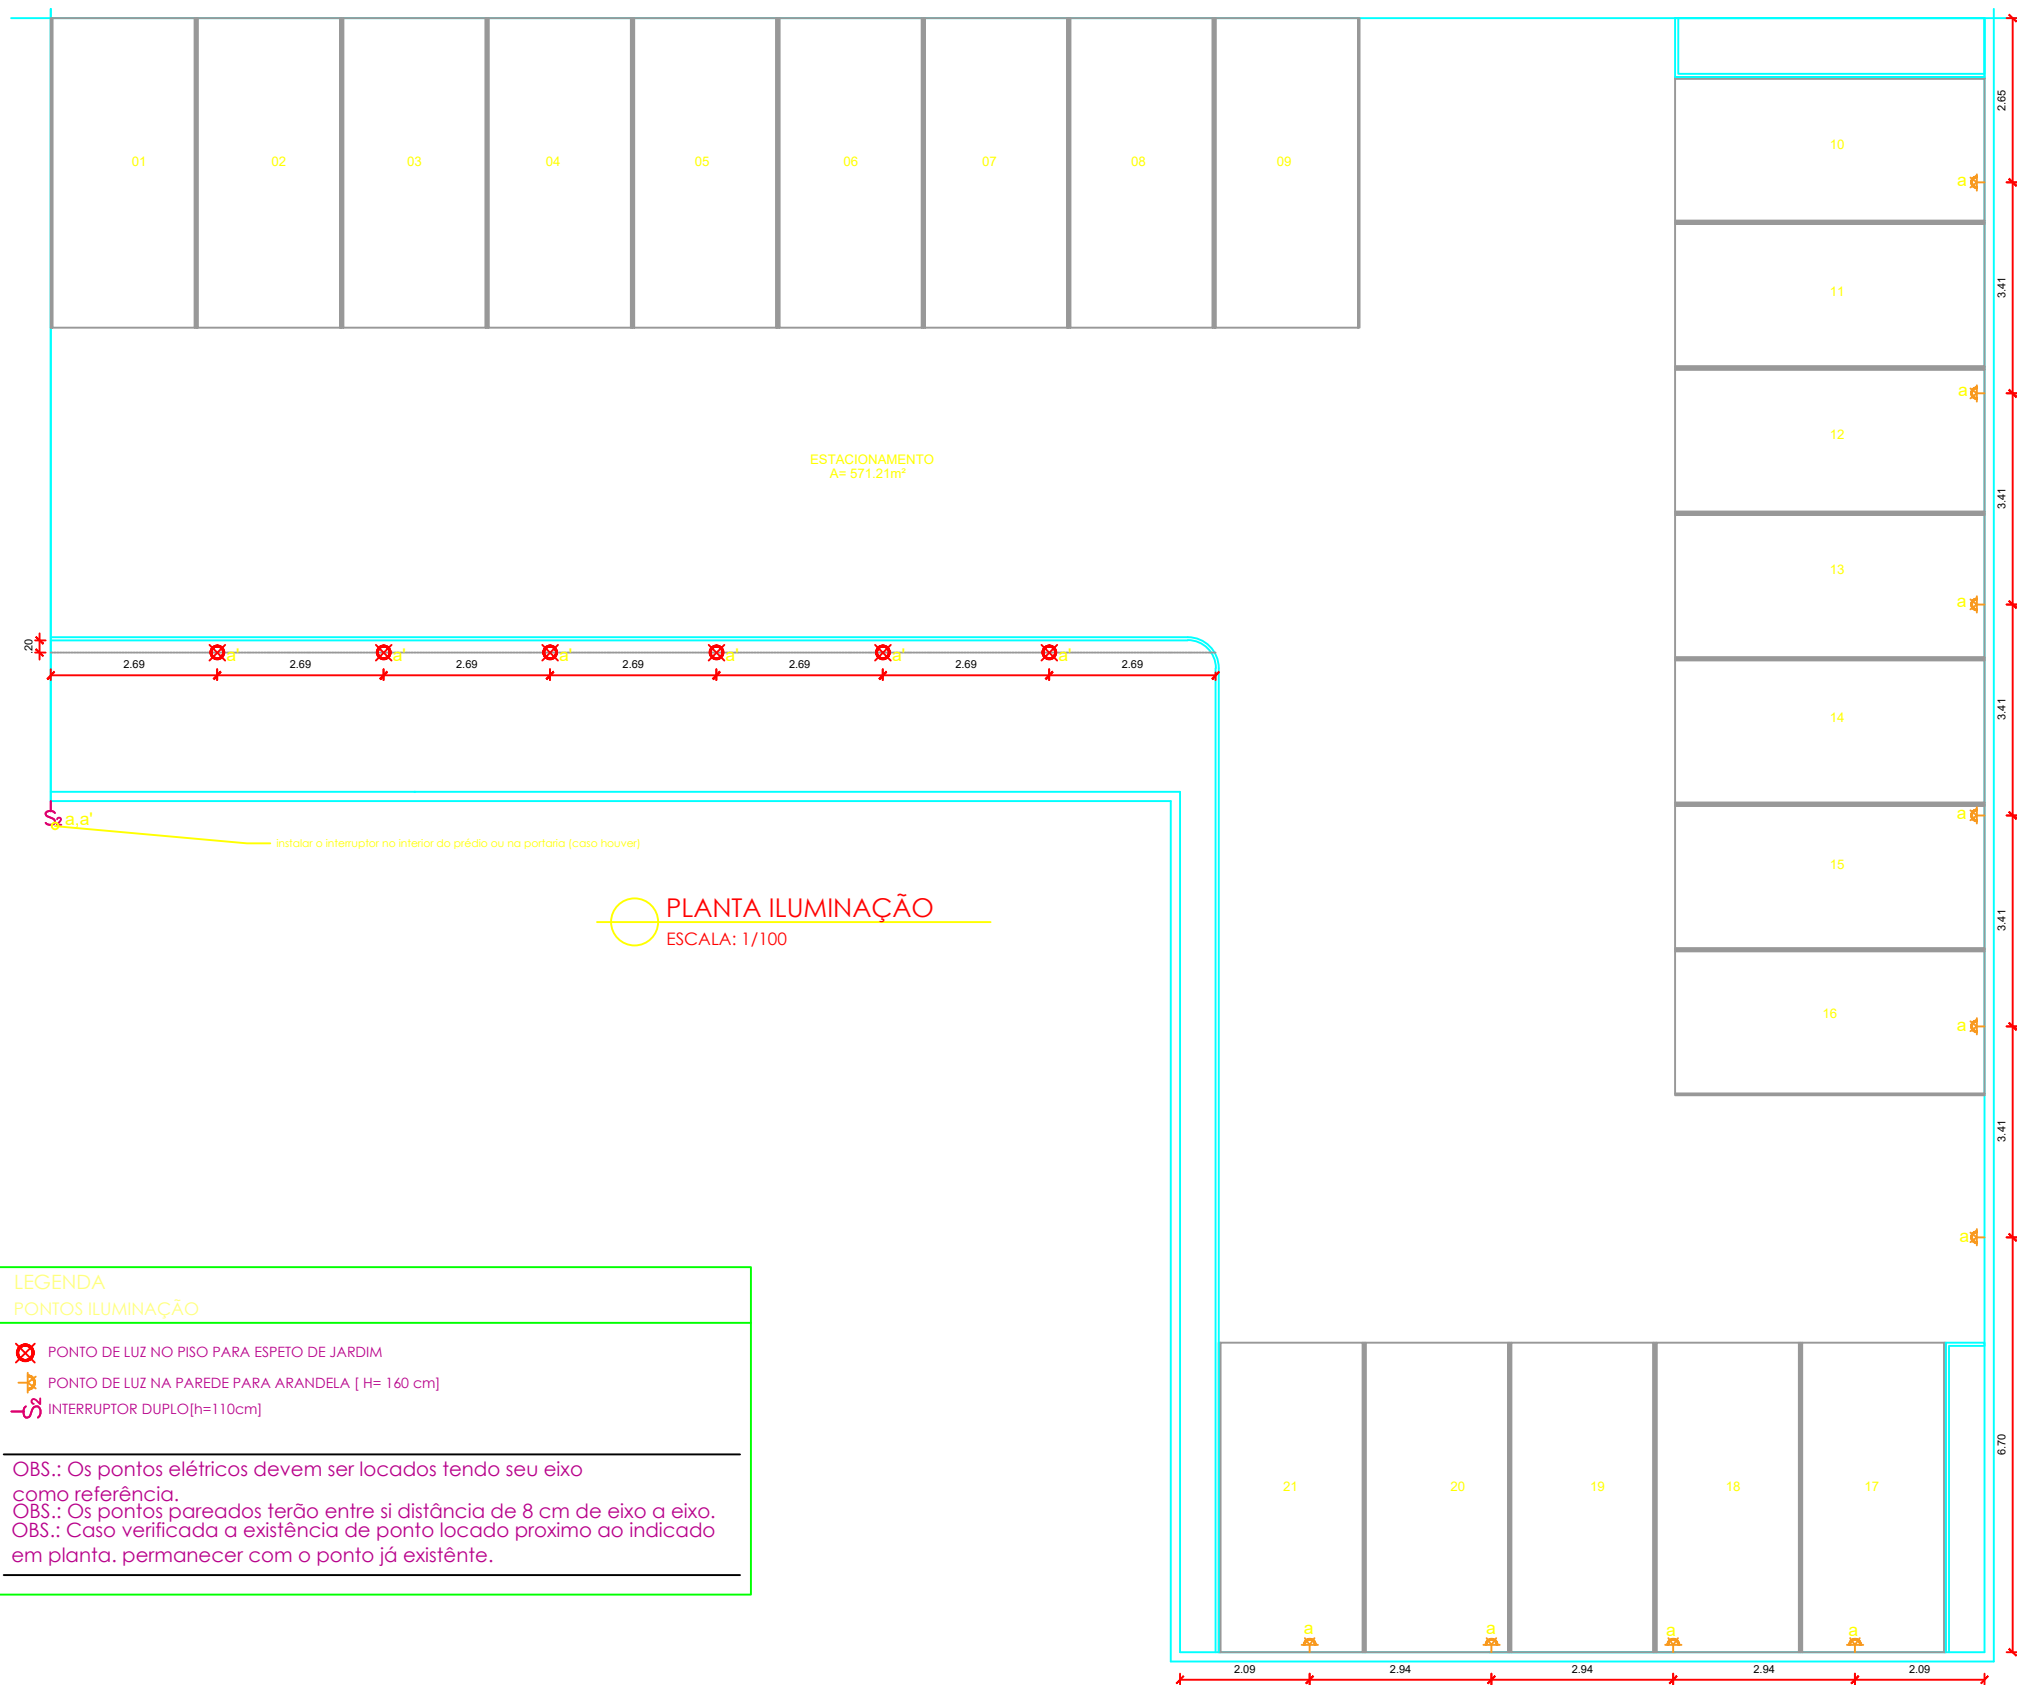 01 02 03 04 05 06 07 08 09
10
11
12
13
14
15
16
2.65
3.41
3.41
3.41
3.41
3.41
6.70
a
a
a
a
a
a
ESTACIONAMENTO
A= 571.21m²
.20
a' a' a' a' a' a'
2.69 2.69 2.69 2.69 2.69 2.69 2.69
S2 a,a'
Instalar o interruptor no interior do prédio ou na portaria (caso houver)
PLANTA ILUMINAÇÃO
ESCALA: 1/100
LEGENDA
PONTOS ILUMINAÇÃO
PONTO DE LUZ NO PISO PARA ESPETO DE JARDIM
PONTO DE LUZ NA PAREDE PARA ARANDELA [ H= 160 cm]
S2 INTERRUPTOR DUPLO[h=110cm]
OBS.: Os pontos elétricos devem ser locados tendo seu eixo
como referência.
OBS.: Os pontos pareados terão entre si distância de 8 cm de eixo a eixo.
OBS.: Caso verificada a existência de ponto locado proximo ao indicado
em planta. permanecer com o ponto já existênte.
21 20 19 18 17
a a a a
2.09 2.94 2.94 2.94 2.09